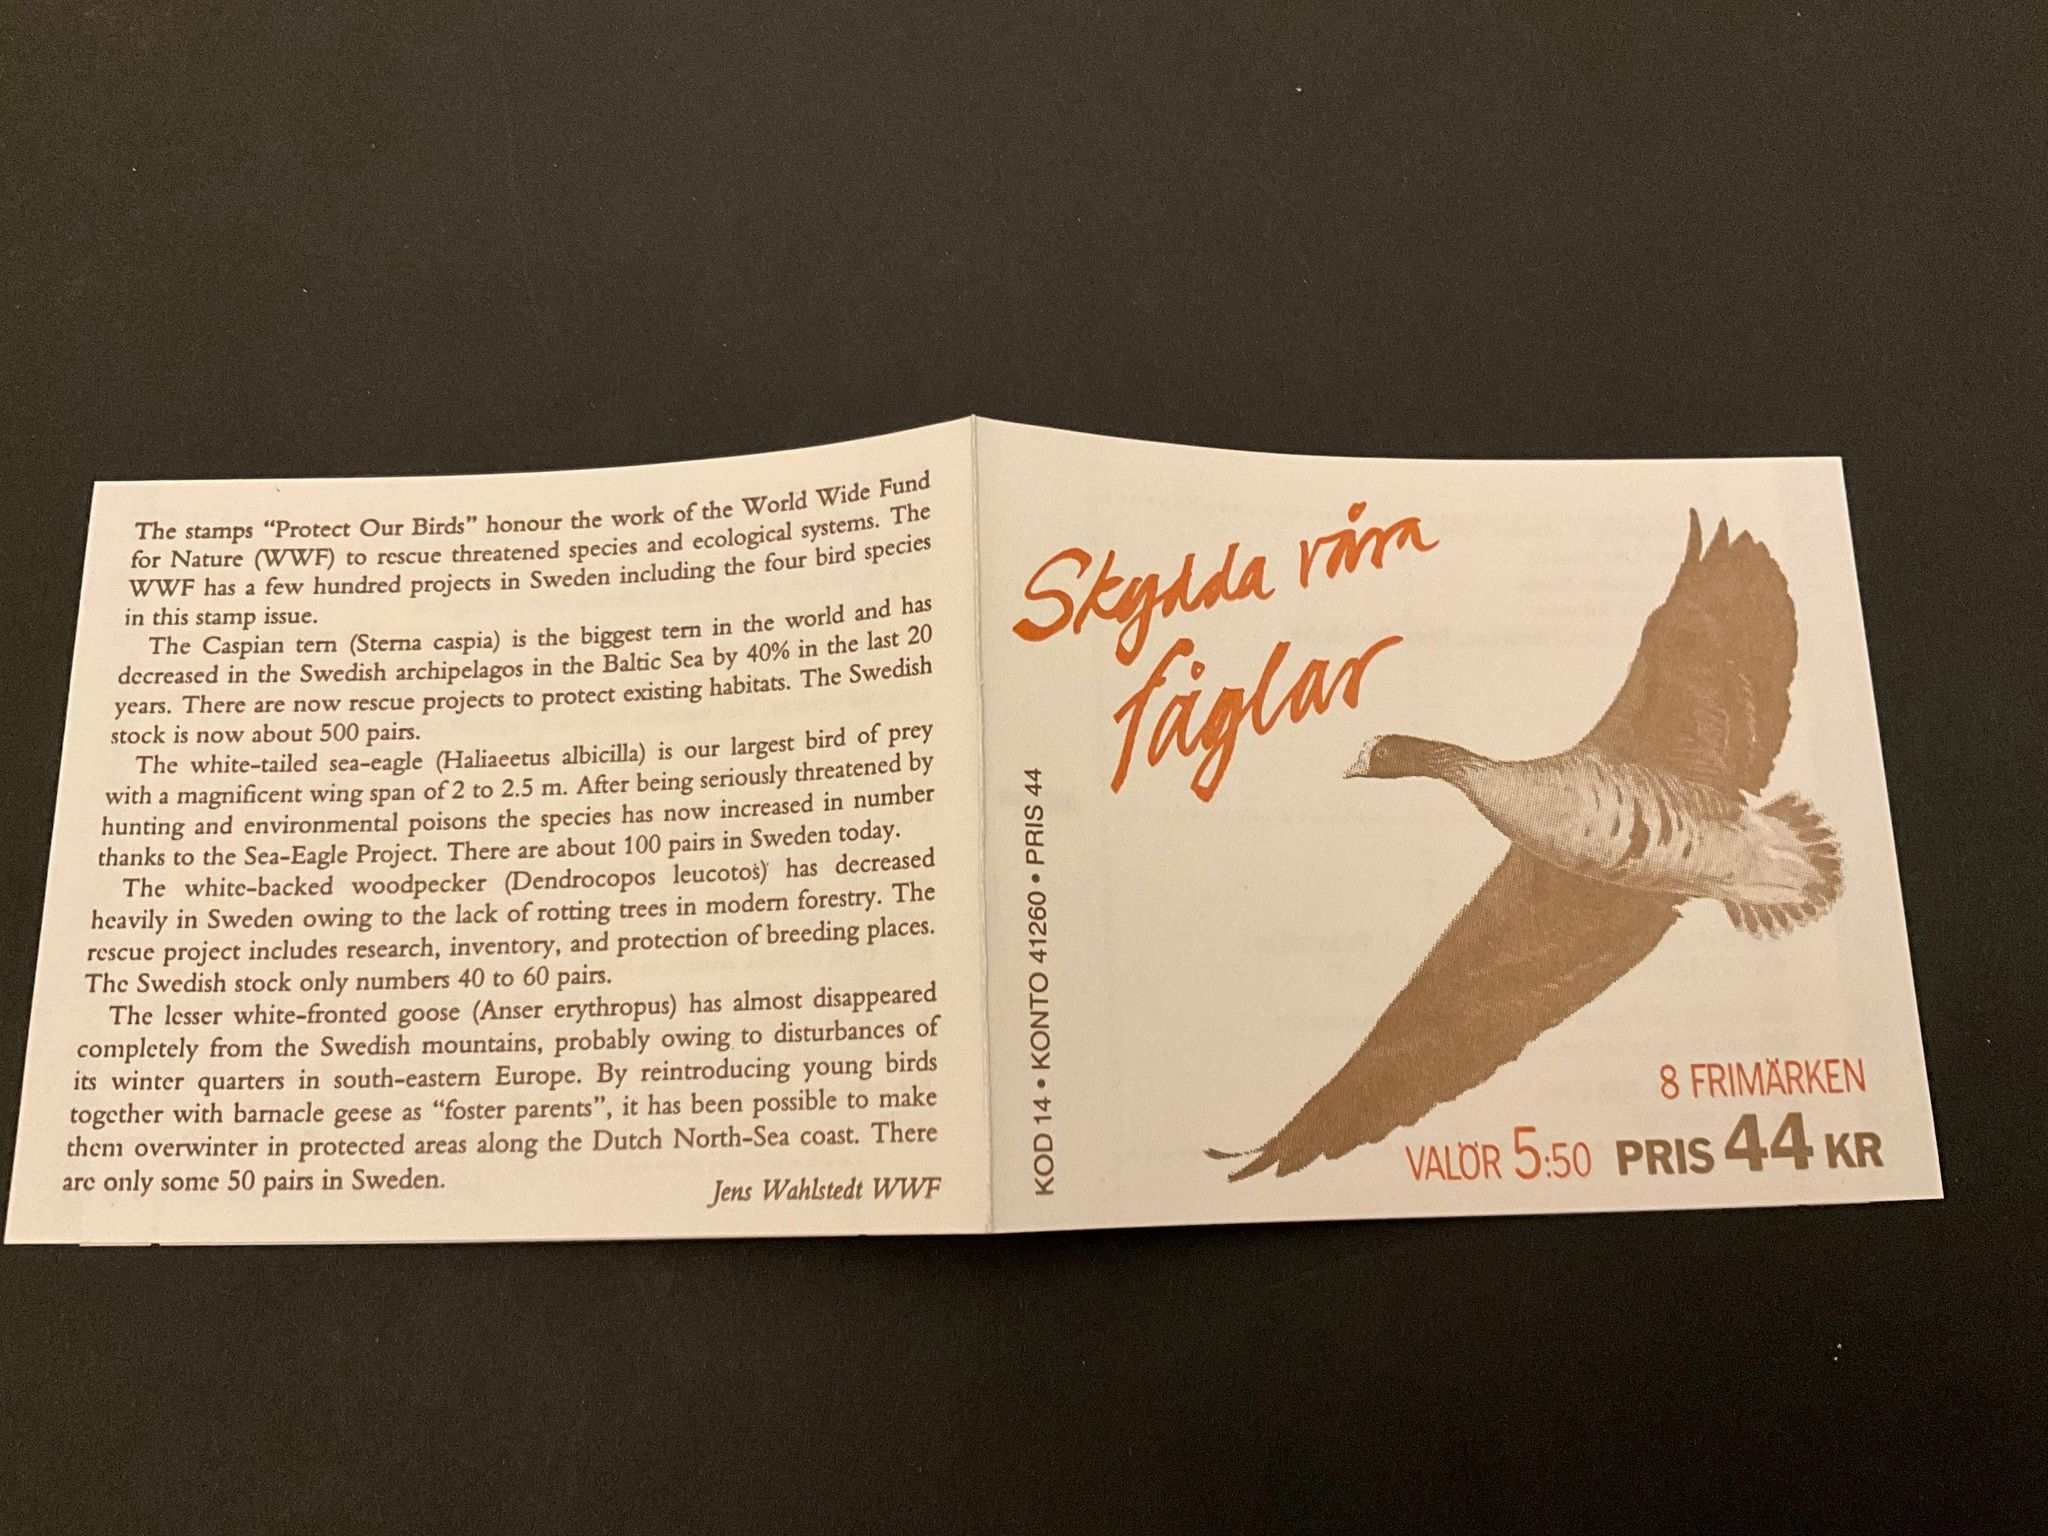 The stamps “Protect Our Birds” honour the work of the World Wide Fund
for Nature (WWF) to rescue threatened species and ecological systems. The
WWF has a few hundred projects in Sweden including the four bird species
in this stamp issue.
The Caspian tern (Sterna caspia) is the biggest tern in the world and has
decreased in the Swedish archipelagos in the Baltic Sea by 40% in the last 20
years. There are now rescue projects to protect existing habitats. The Swedish
stock is now about 500 pairs.
The white-tailed sea-eagle (Haliaeetus albicilla) is our largest bird of prey
with a magnificent wing span of 2 to 2.5 m. After being seriously threatened by
hunting and environmental poisons the species has now increased in number
thanks to the Sea-Eagle Project. There are about 100 pairs in Sweden today.
The white-backed woodpecker (Dendrocopos leucotos) has decreased
heavily in Sweden owing to the lack of rotting trees in modern forestry. The
rescue project includes research, inventory, and protection of breeding places.
The Swedish stock only numbers 40 to 60 pairs.
The lesser white-fronted goose (Anser erythropus) has almost disappeared
completely from the Swedish mountains, probably owing to disturbances of
its winter quarters in south-eastern Europe. By reintroducing young birds
together with barnacle geese as “foster parents”, it has been possible to make
them overwinter in protected areas along the Dutch North-Sea coast. There
are only some 50 pairs in Sweden.
Jens Wahlstedt WWF
KOD 14 • KONTO 41260 • PRIS 44
Skydda våra
fåglar
8 FRIMÄRKEN
VALÖR 5:50 PRIS 44 KR